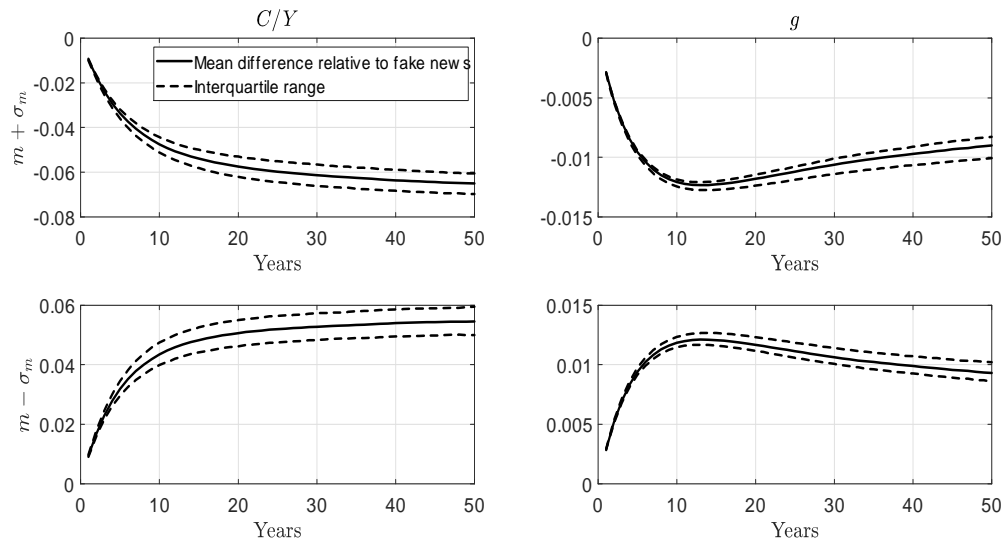 C/Y
g
0
-0.02
-0.04
-0.06
-0.08
m + σm
Mean difference relative to fake news
Interquartile range
0 10 20 30 40 50
Years
0
-0.005
-0.01
-0.015
0 10 20 30 40 50
Years
0.06
0.04
0.02
0
m − σm
0 10 20 30 40 50
Years
0.015
0.01
0.005
0
0 10 20 30 40 50
Years